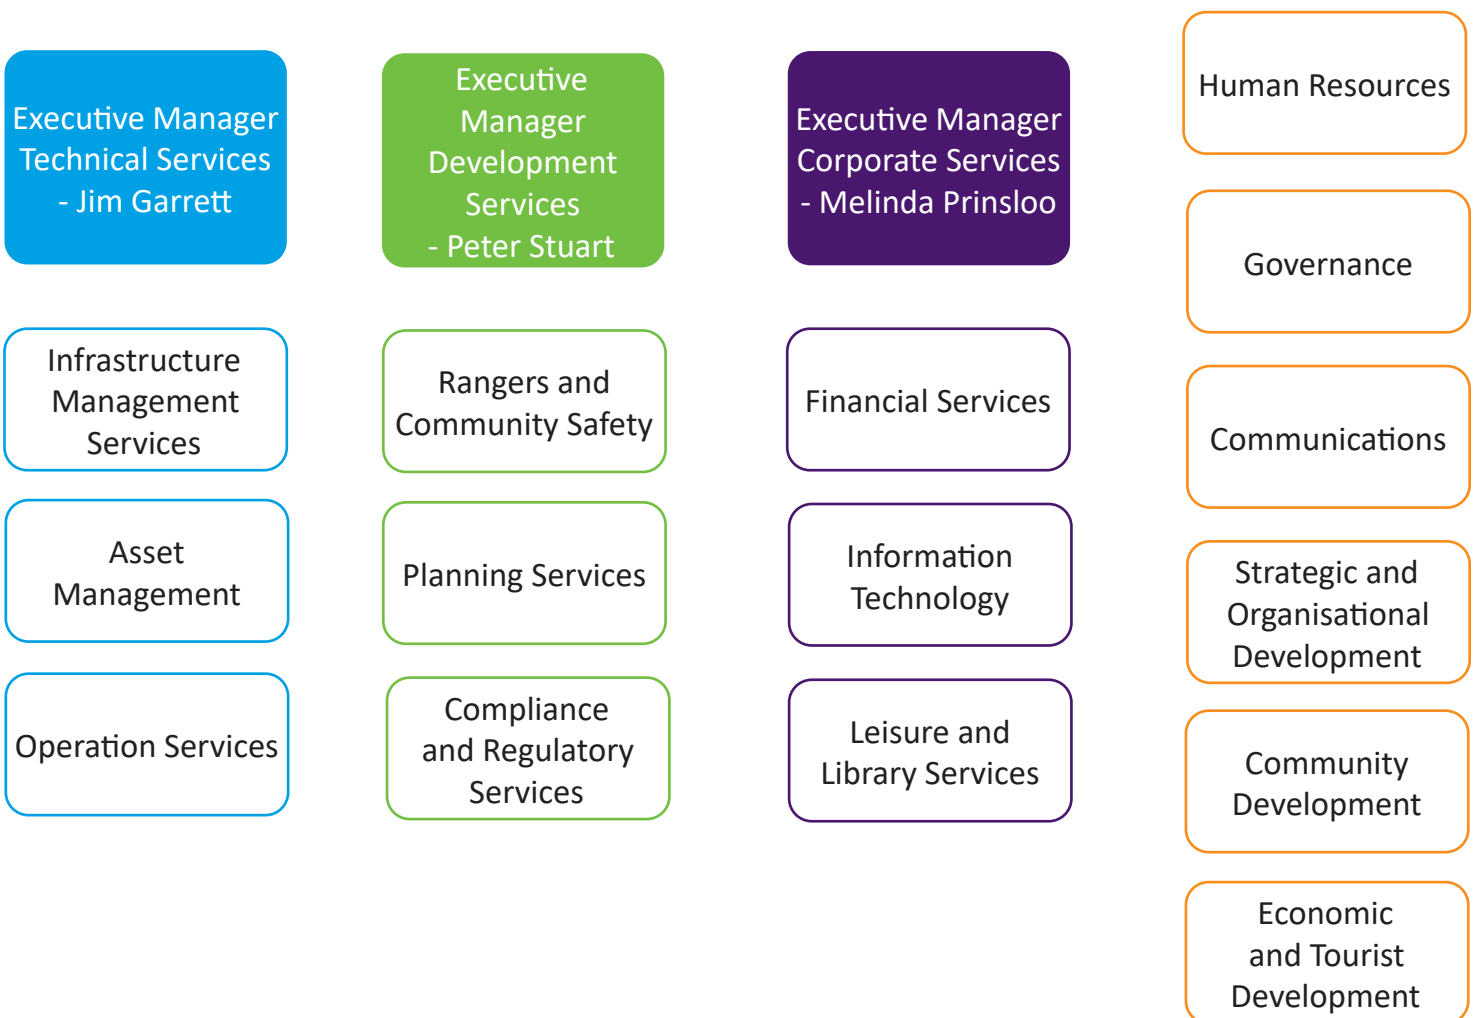 Executive Manager
Technical Services
- Jim Garrett
Infrastructure
Management
Services
Asset
Management
Operation Services
Executive
Manager
Development
Services
- Peter Stuart
Rangers and
Community Safety
Planning Services
Compliance
and Regulatory
Services
Executive Manager
Corporate Services
- Melinda Prinsloo
Financial Services
Information
Technology
Leisure and
Library Services
Human Resources
Governance
Communications
Strategic and
Organisational
Development
Community
Development
Economic
and Tourist
Development